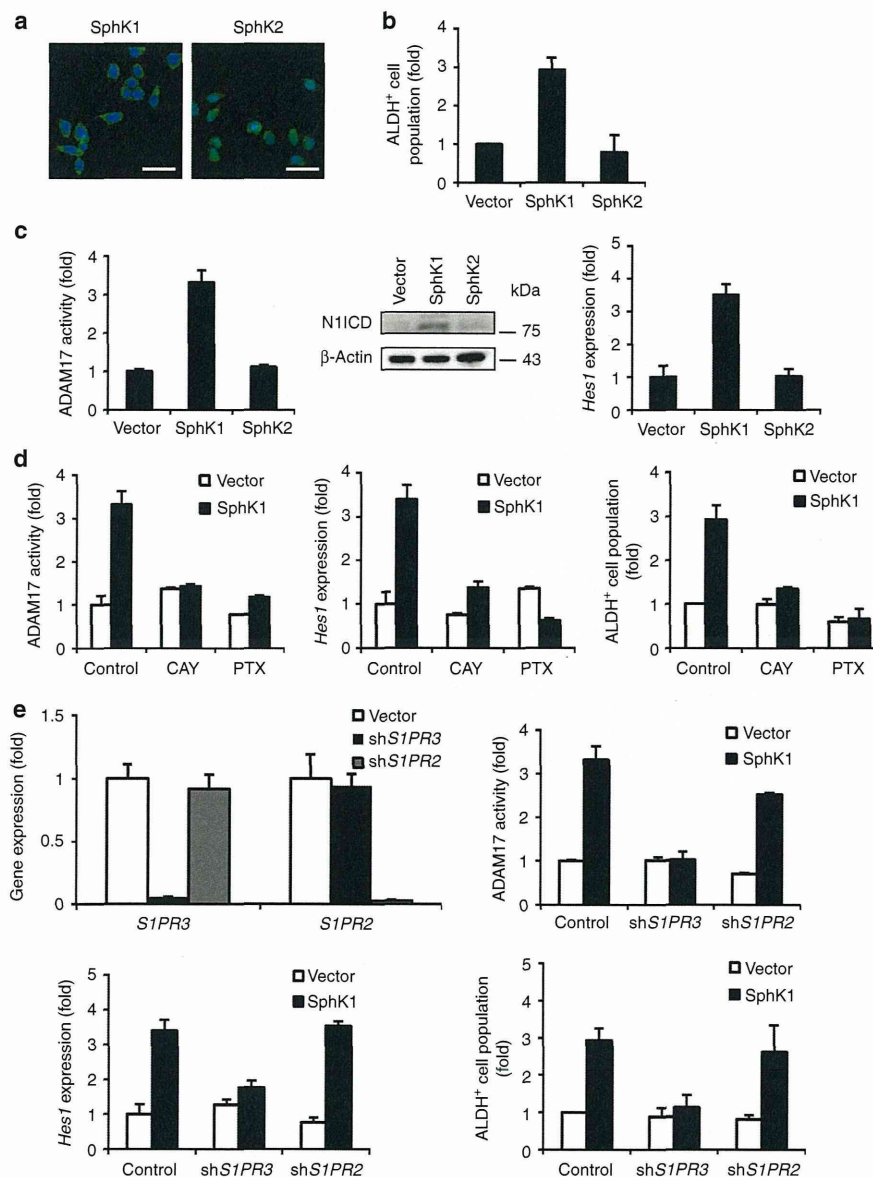 a
SphK1 SphK2
b
ALDH⁺ cell
population (fold)
4
3
2
1
0
Vector SphK1 SphK2
c
ADAM17 activity (fold)
4
3
2
1
0
Vector SphK1 SphK2
Vector SphK1 SphK2 kDa
N1ICD 75
β-Actin 43
Hes1 expression (fold)
5
4
3
2
1
0
Vector SphK1 SphK2
d
ADAM17 activity (fold)
4
3
2
1
0
Vector
SphK1
Control CAY PTX
Hes1 expression (fold)
4
3
2
1
0
Vector
SphK1
Control CAY PTX
ALDH⁺ cell population
(fold)
4
3
2
1
0
Vector
SphK1
Control CAY PTX
e
Gene expression (fold)
1.5
1
0.5
0
Vector
shS1PR3
shS1PR2
S1PR3 S1PR2
ADAM17 activity (fold)
4
3
2
1
0
Vector
SphK1
Control shS1PR3 shS1PR2
Hes1 expression (fold)
5
4
3
2
1
0
Vector
SphK1
Control shS1PR3 shS1PR2
ALDH⁺ cell population
(fold)
5
4
3
2
1
0
Vector
SphK1
Control shS1PR3 shS1PR2